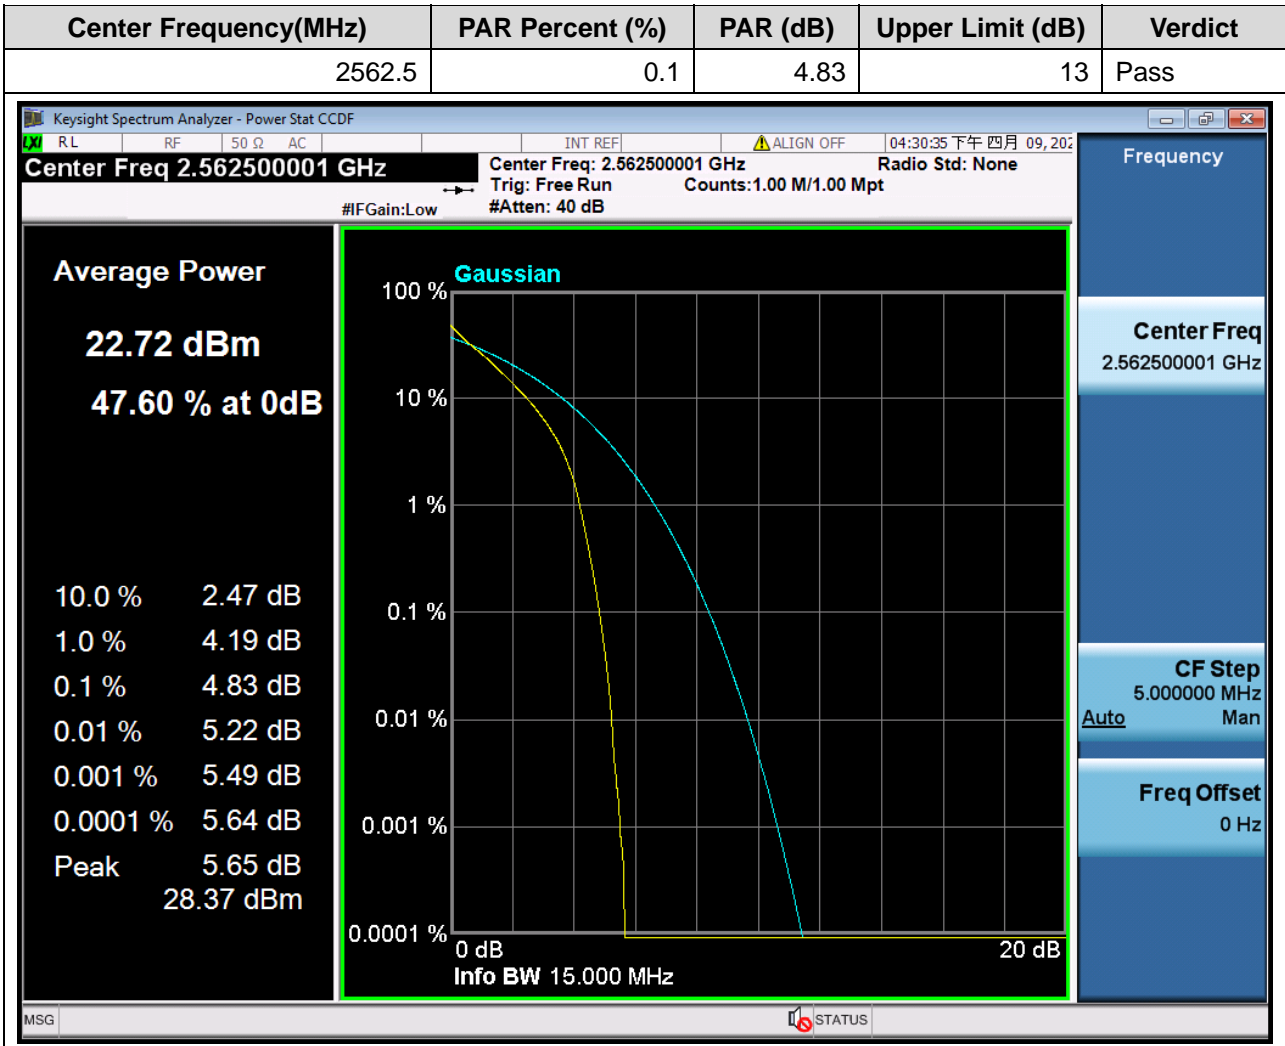 Center Frequency(MHz) PAR Percent (%) PAR (dB) Upper Limit (dB) Verdict
2562.5 0.1 4.83 13 Pass
Keysight Spectrum Analyzer - Power Stat CCDF
LXI RL RF 50 Ω AC INT REF ALIGN OFF 04:30:35 下午 四月 09, 202
Center Freq 2.562500001 GHz
Center Freq: 2.562500001 GHz Radio Std: None
Trig: Free Run Counts:1.00 M/1.00 Mpt
#IFGain:Low #Atten: 40 dB
Frequency
Average Power
22.72 dBm
47.60 % at 0dB
10.0 % 2.47 dB
1.0 % 4.19 dB
0.1 % 4.83 dB
0.01 % 5.22 dB
0.001 % 5.49 dB
0.0001 % 5.64 dB
Peak 5.65 dB
28.37 dBm
Gaussian
100 %
10 %
1 %
0.1 %
0.01 %
0.001 %
0.0001 %
0 dB 20 dB
Info BW 15.000 MHz
Center Freq
2.562500001 GHz
CF Step
5.000000 MHz
Auto Man
Freq Offset
0 Hz
MSG STATUS